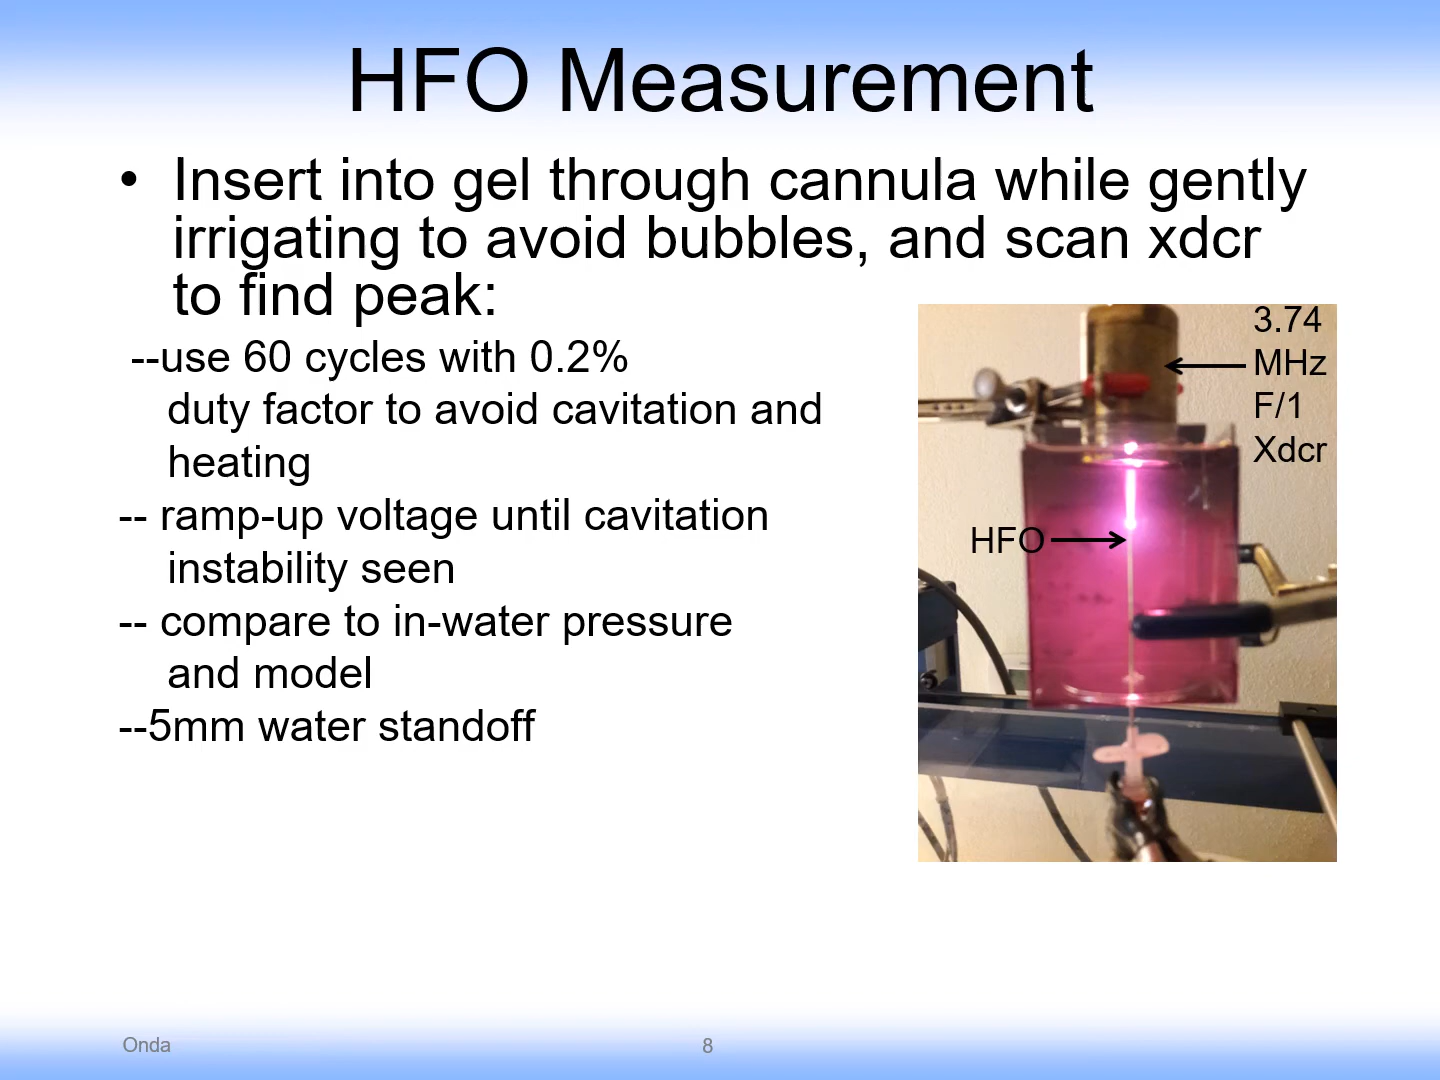 HFO Measurement
• Insert into gel through cannula while gently
irrigating to avoid bubbles, and scan xdcr
to find peak:
--use 60 cycles with 0.2%
duty factor to avoid cavitation and
heating
-- ramp-up voltage until cavitation
instability seen
-- compare to in-water pressure
and model
--5mm water standoff
3.74
MHz
F/1
Xdcr
HFO
Onda
8